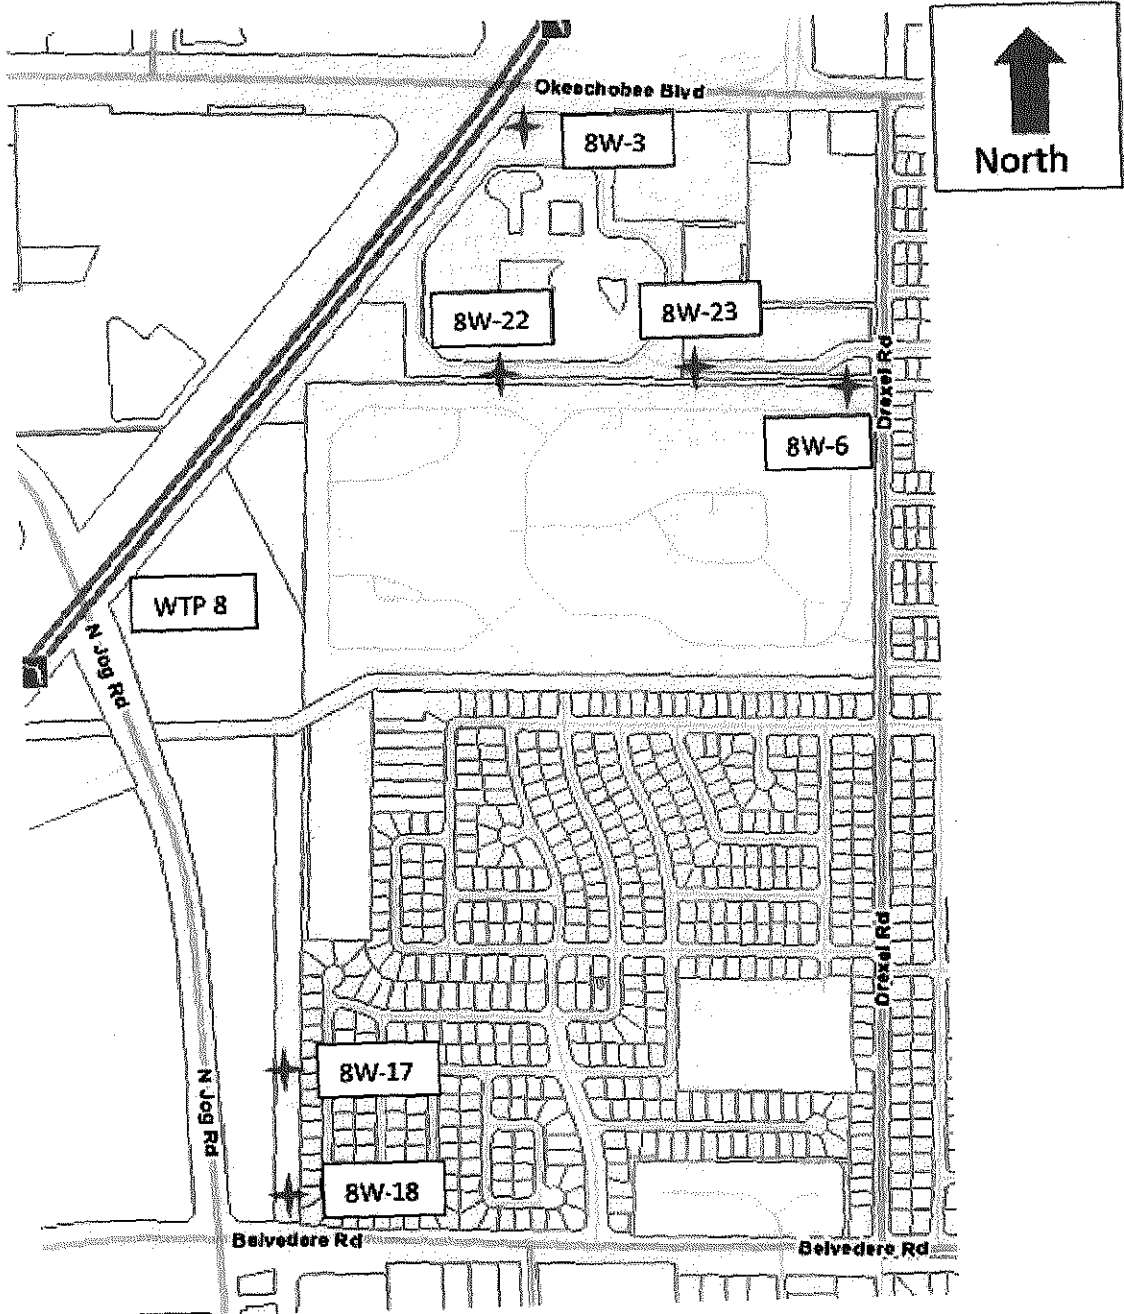 Okeechobee Blvd
North
8W-3
8W-22
8W-23
Drexel Rd
8W-6
WTP 8
N Jog Rd
Drexel Rd
8W-17
N Jog Rd
8W-18
Belvedere Rd
Belvedere Rd